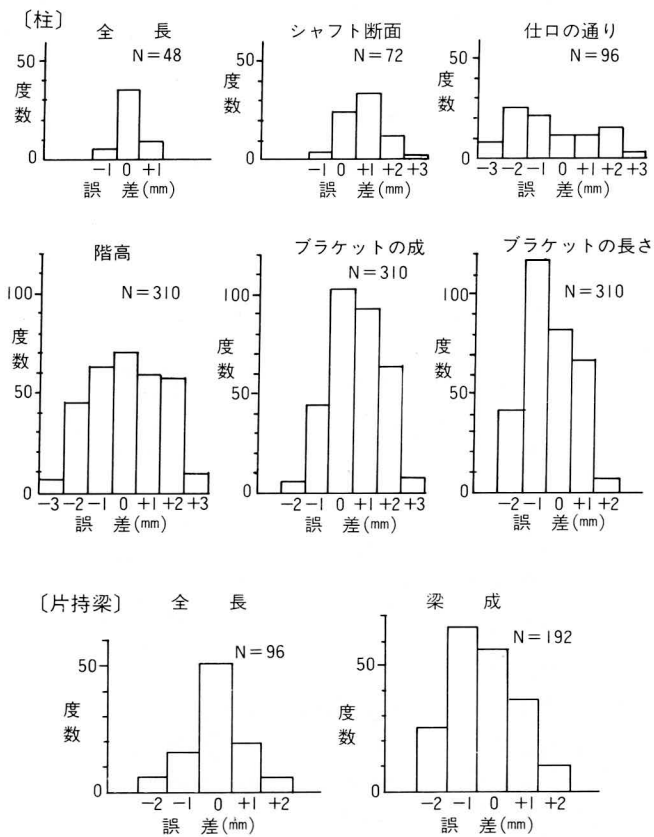 〔柱〕
全長
N=48
度数
50
0
-1 0 +1
誤差(mm)
シャフト断面
N=72
50
-1 0 +1 +2 +3
誤差(mm)
仕口の通り
N=96
50
-3 -2 -1 0 +1 +2 +3
誤差(mm)
階高
N=310
度数
100
50
0
-3 -2 -1 0 +1 +2 +3
誤差(mm)
ブラケットの成
N=310
度数
100
50
0
-2 -1 0 +1 +2 +3
誤差(mm)
ブラケットの長さ
N=310
度数
100
50
0
-2 -1 0 +1 +2
誤差(mm)
〔片持梁〕
全長
N=96
度数
50
0
-2 -1 0 +1 +2
誤差(mm)
梁成
N=192
度数
50
0
-2 -1 0 +1 +2
誤差(mm)